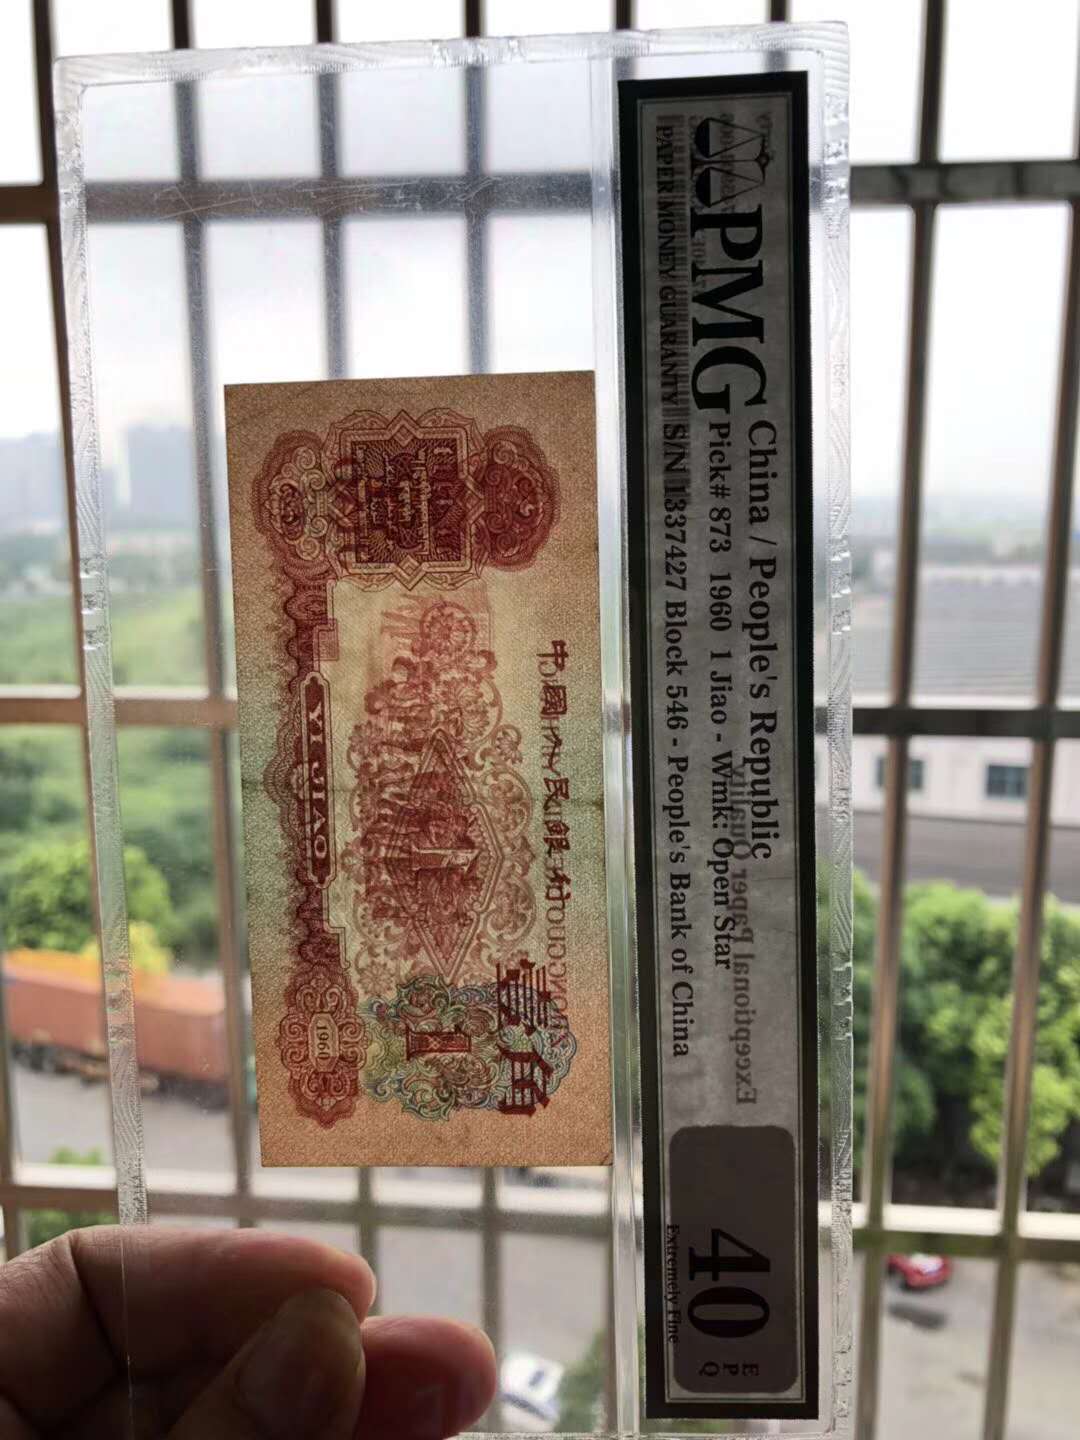 PMG
PAPER MONEY GUARANTY
China / People's Republic
Pick# 873 1960 1 Jiao - Wmk: Open Star
S/N 1337427 Block 546 - People's Bank of China
40
EPQ
Extremely Fine
Exceptional Paper Quality
中國人民銀行
壹角
1
YI JIAO
1960